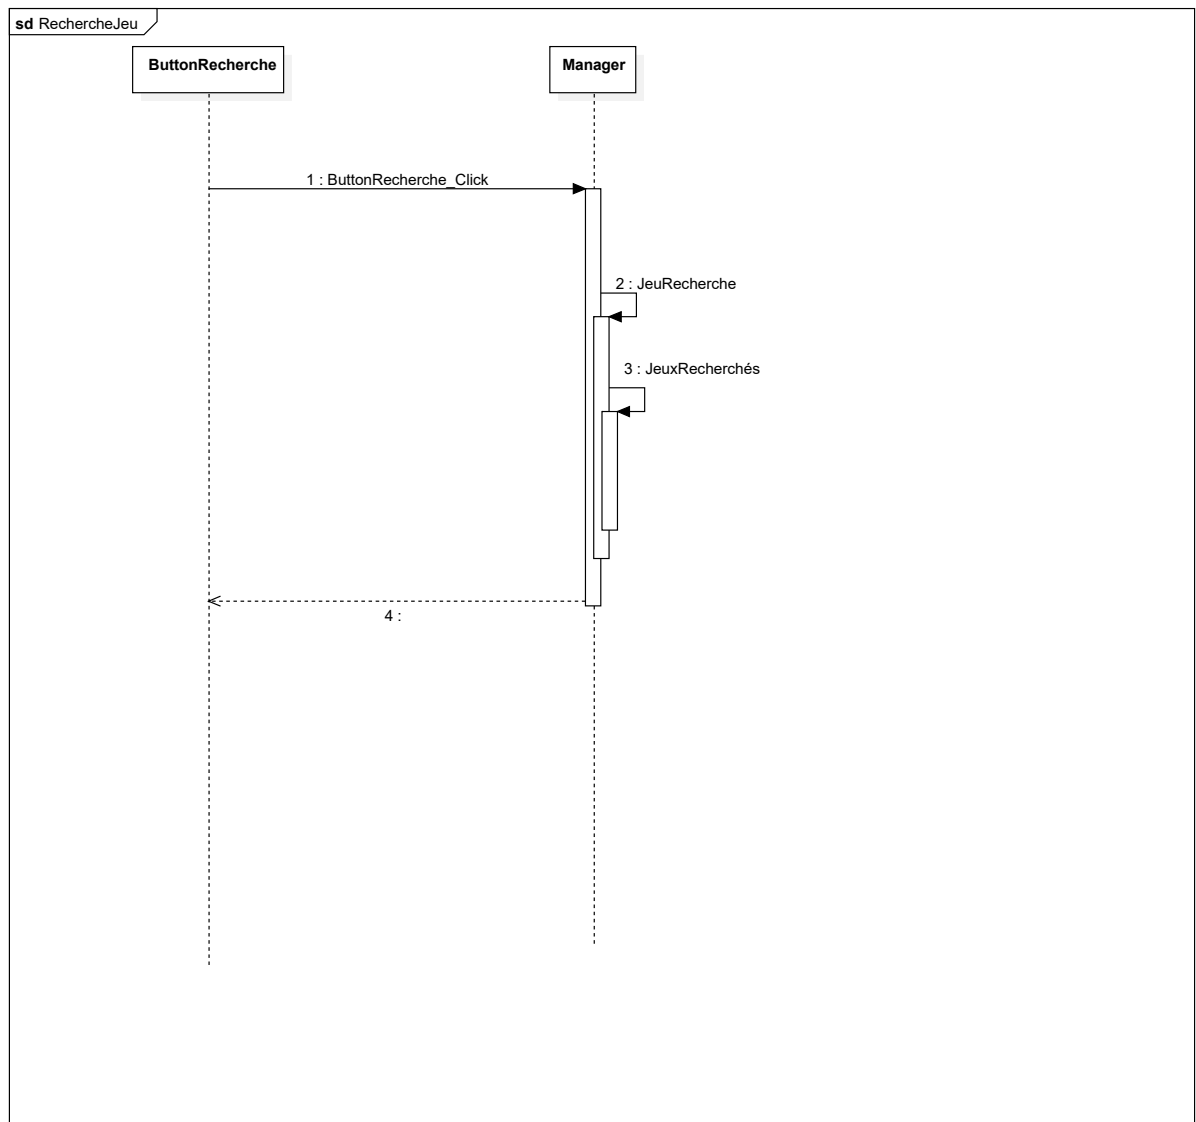 sd RechercheJeu
ButtonRecherche
Manager
1 : ButtonRecherche_Click
2 : JeuRecherche
3 : JeuxRecherchés
4 :